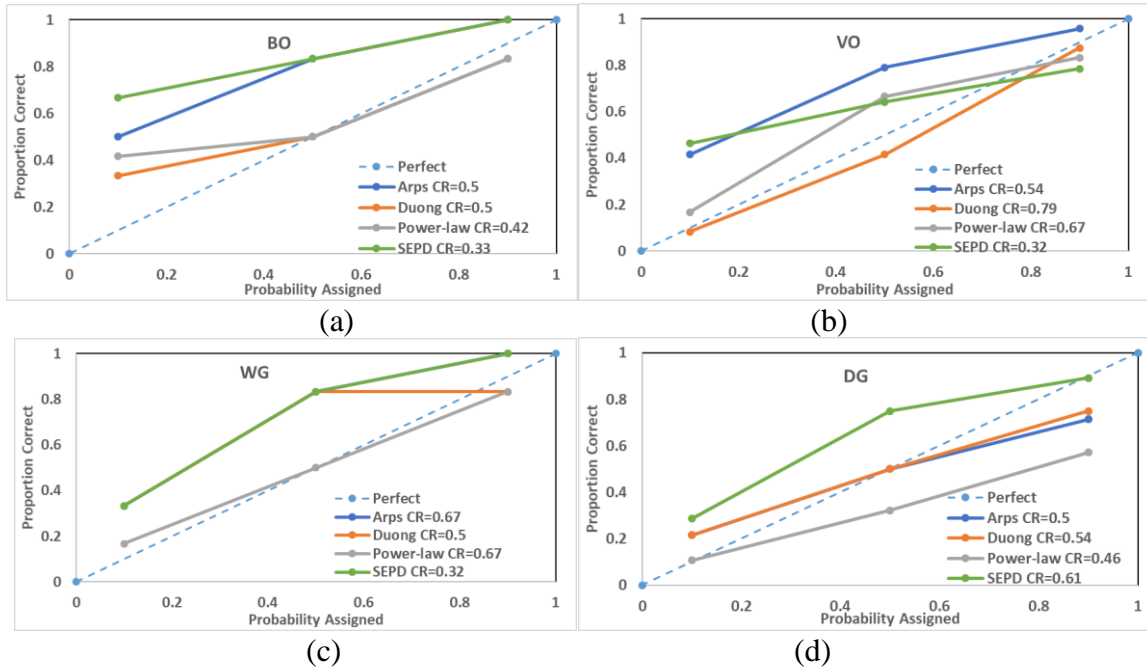 BO
Proportion Correct
1
0.8
0.6
0.4
0.2
0
0
0.2
0.4
0.6
0.8
1
Probability Assigned
Perfect
Arps CR=0.5
Duong CR=0.5
Power-law CR=0.42
SEPD CR=0.33
(a)
VO
Proportion Correct
1
0.8
0.6
0.4
0.2
0
0
0.2
0.4
0.6
0.8
1
Probability Assigned
Perfect
Arps CR=0.54
Duong CR=0.79
Power-law CR=0.67
SEPD CR=0.32
(b)
WG
Proportion Correct
1
0.8
0.6
0.4
0.2
0
0
0.2
0.4
0.6
0.8
1
Probability Assigned
Perfect
Arps CR=0.67
Duong CR=0.5
Power-law CR=0.67
SEPD CR=0.32
(c)
DG
Proportion Correct
1
0.8
0.6
0.4
0.2
0
0
0.2
0.4
0.6
0.8
1
Probability Assigned
Perfect
Arps CR=0.5
Duong CR=0.54
Power-law CR=0.46
SEPD CR=0.61
(d)